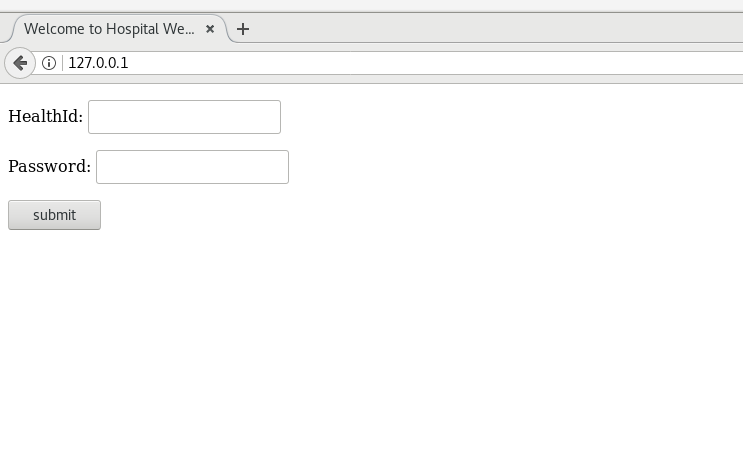 Welcome to Hospital We...
127.0.0.1
HealthId:
Password:
submit